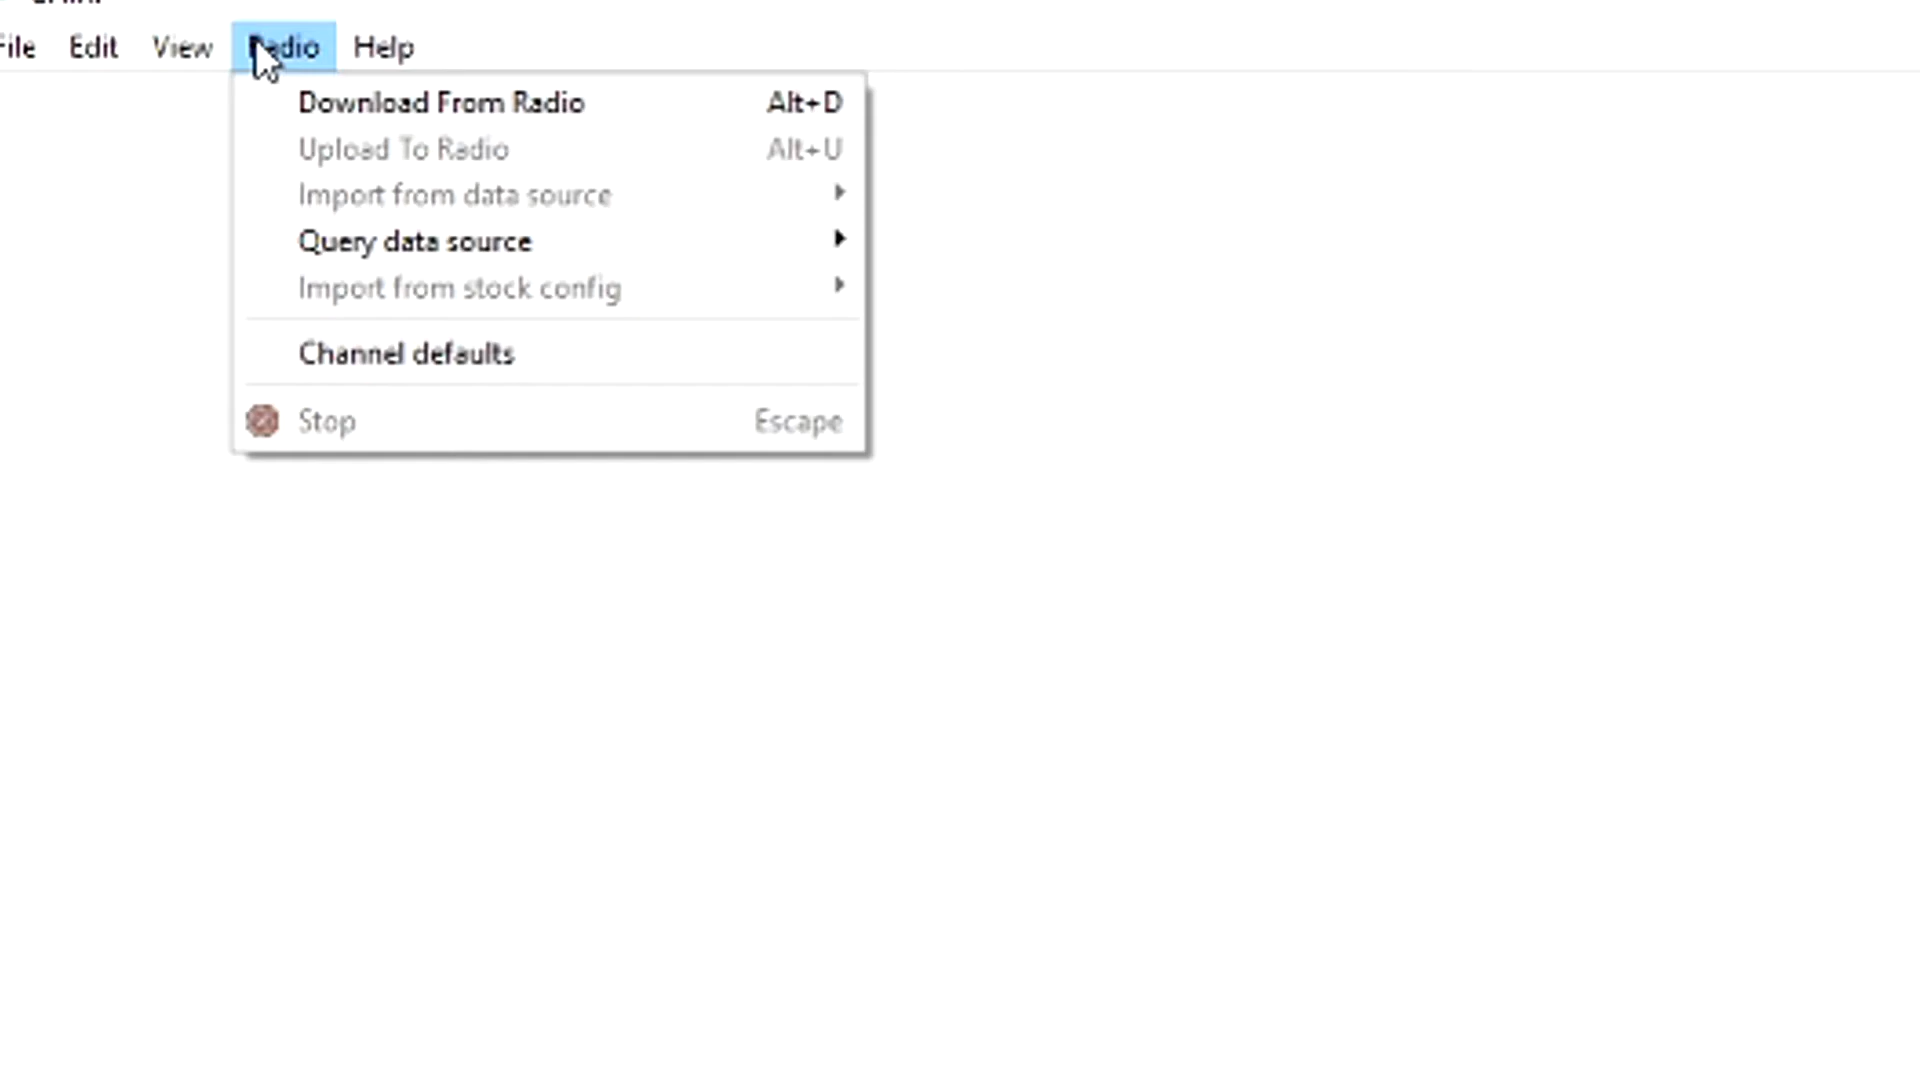 File Edit View Radio Help
Download From Radio Alt+D
Upload To Radio Alt+U
Import from data source
Query data source
Import from stock config
Channel defaults
Stop Escape